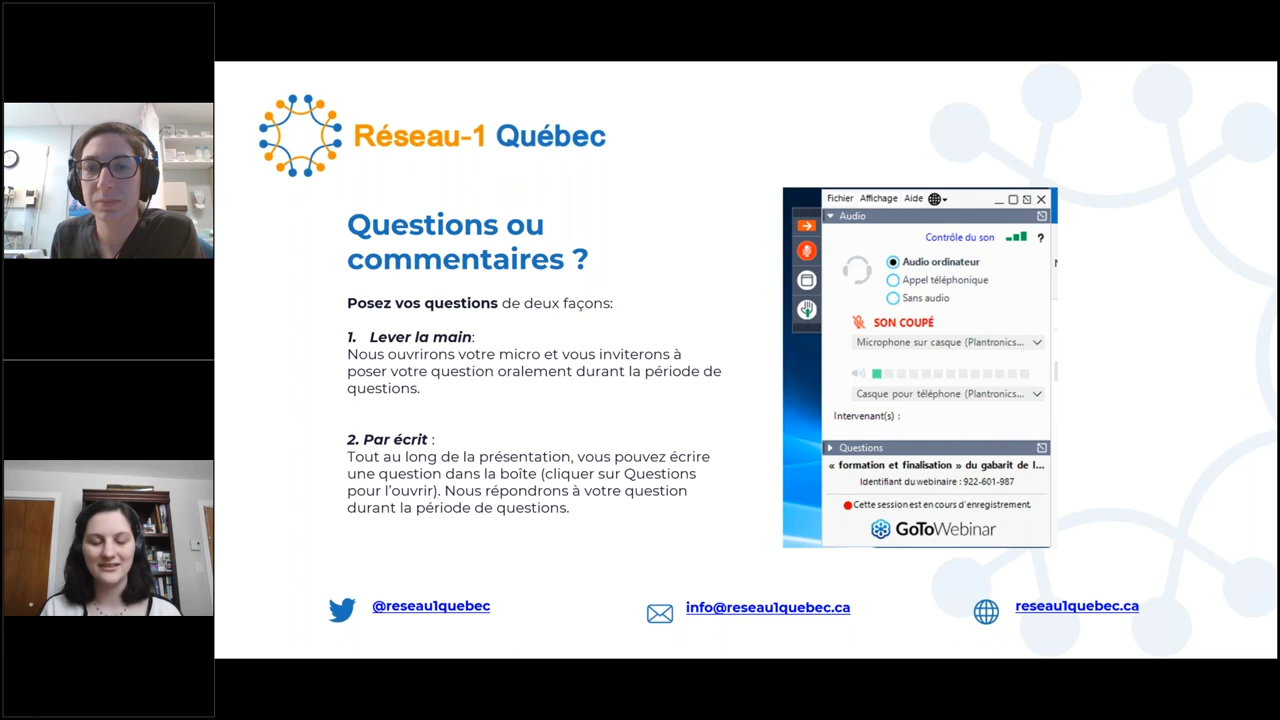 Réseau-1 Québec
Questions ou
commentaires ?
Posez vos questions de deux façons:
1. Lever la main:
Nous ouvrirons votre micro et vous inviterons à
poser votre question oralement durant la période de
questions.
2. Par écrit :
Tout au long de la présentation, vous pouvez écrire
une question dans la boîte (cliquer sur Questions
pour l'ouvrir). Nous répondrons à votre question
durant la période de questions.
Fichier Affichage Aide
Audio
Contrôle du son ?
Audio ordinateur
Appel téléphonique
Sans audio
SON COUPÉ
Microphone sur casque (Plantronics...
Casque pour téléphone (Plantronics...
Intervenant(s) :
Questions
« formation et finalisation » du gabarit de l...
Identifiant du webinaire : 922-601-987
Cette session est en cours d'enregistrement.
GoToWebinar
@reseau1quebec
info@reseau1quebec.ca
reseau1quebec.ca